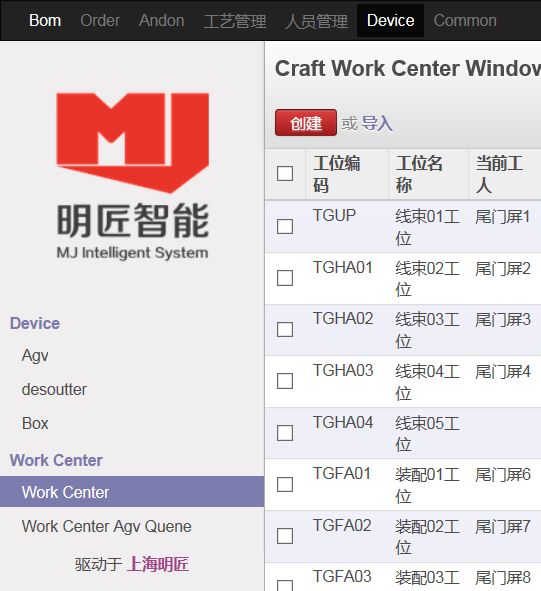 Bom Order Andon 工艺管理 人员管理 Device Common
MJ
明匠智能
MJ Intelligent System
Device
Agv
desoutter
Box
Work Center
Work Center
Work Center Agv Quene
驱动于 上海明匠
Craft Work Center Window
创建 或 导入
工位编码 工位名称 当前工人
TGUP 线束01工位 尾门屏1
TGHA01 线束02工位 尾门屏2
TGHA02 线束03工位 尾门屏3
TGHA03 线束04工位 尾门屏4
TGHA04 线束05工位
TGFA01 装配01工位 尾门屏6
TGFA02 装配02工位 尾门屏7
TGFA03 装配03工 尾门屏8